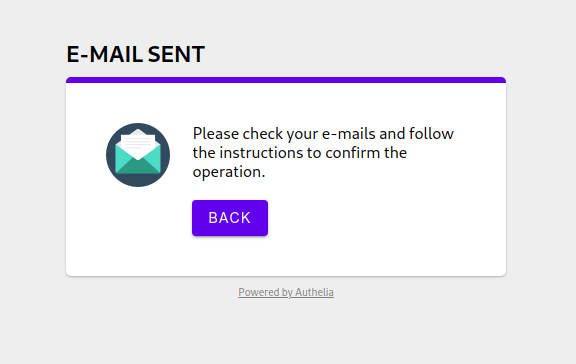 E-MAIL SENT
Please check your e-mails and follow
the instructions to confirm the
operation.
BACK
Powered by Authelia